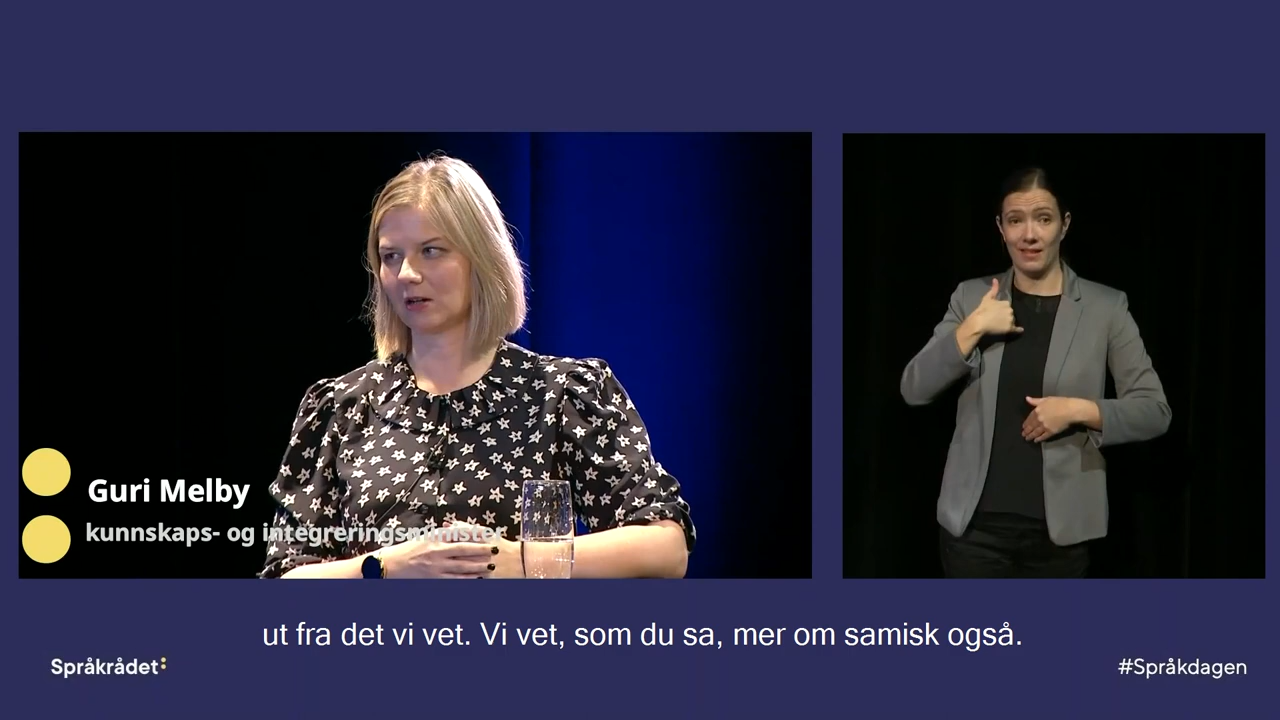 Guri Melby
kunnskaps- og integreringsminister
ut fra det vi vet. Vi vet, som du sa, mer om samisk også.
Språkrådet:
#Språkdagen